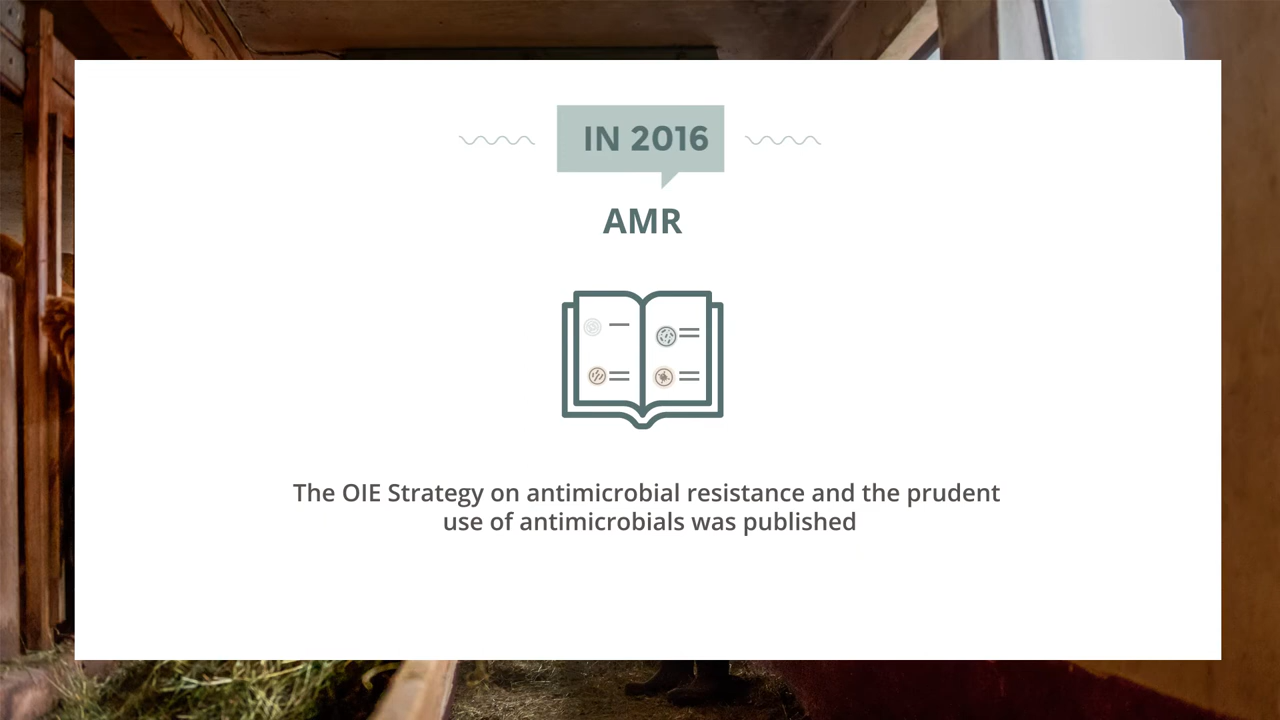 IN 2016
AMR
The OIE Strategy on antimicrobial resistance and the prudent
use of antimicrobials was published